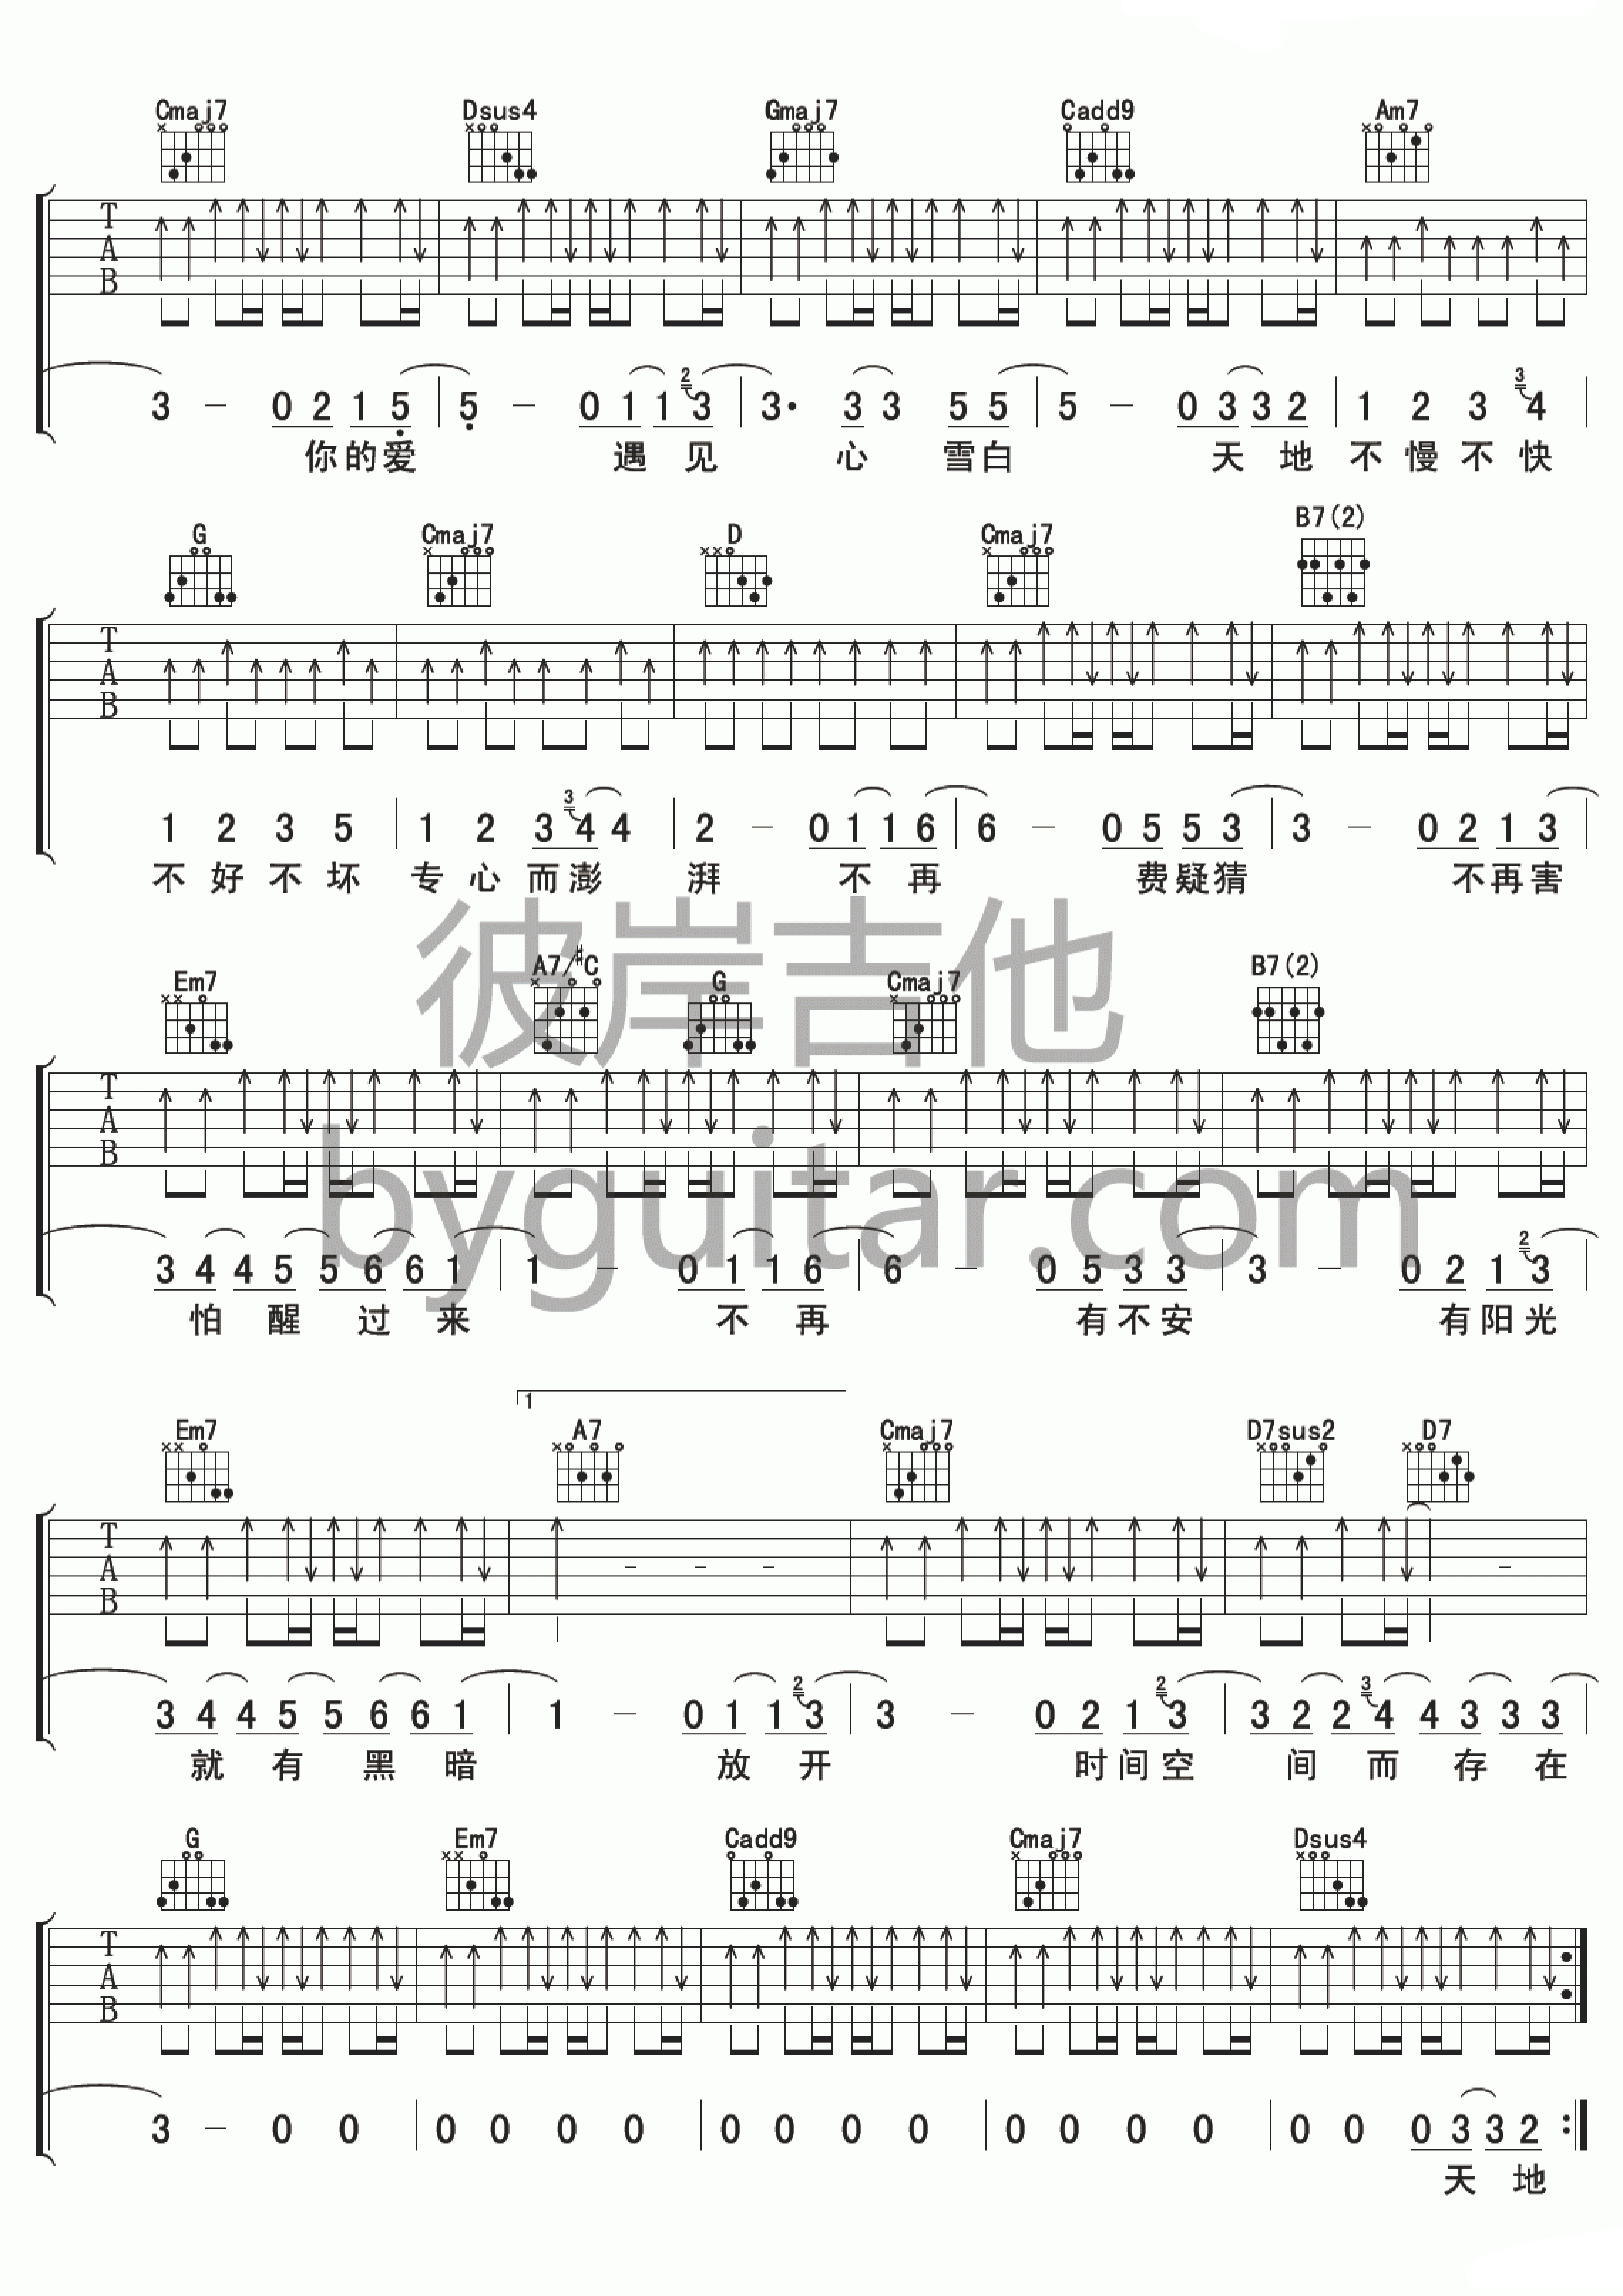 Cmaj7 Dsus4 Gmaj7 Cadd9 Am7
T
A
B
3 — 0 2 1 5 | 5 — 0 1 1 2 3 | 3· 3 3 5 5 | 5 — 0 3 3 2 | 1 2 3 3 4 |
你的爱 遇见 心 雪白 天地 不慢不快
G Cmaj7 D Cmaj7 B7(2)
T
A
B
1 2 3 5 | 1 2 3 3 4 4 | 2 — 0 1 1 6 | 6 — 0 5 5 3 | 3 — 0 2 1 3 |
不好不坏 专心而澎 湃 不再 费疑猜 不再害
彼岸吉他
Em7 A7/#C G Cmaj7 B7(2)
T
A
B
byguitar.com
3 4 4 5 5 6 6 1 | 1 — 0 1 1 6 | 6 — 0 5 3 3 | 3 — 0 2 1 2 3 |
怕醒过来 不再 有不安 有阳光
1
Em7 A7 Cmaj7 D7sus2 D7
T
A
B
3 4 4 5 5 6 6 1 | 1 — 0 1 1 2 3 | 3 — 0 2 1 2 3 | 3 2 2 3 4 4 3 3 3 |
就有黑暗 放开 时间空 间而存在
G Em7 Cadd9 Cmaj7 Dsus4
T
A
B
3 — 0 0 | 0 0 0 0 | 0 0 0 0 | 0 0 0 0 | 0 0 0 3 3 2 :|
天地